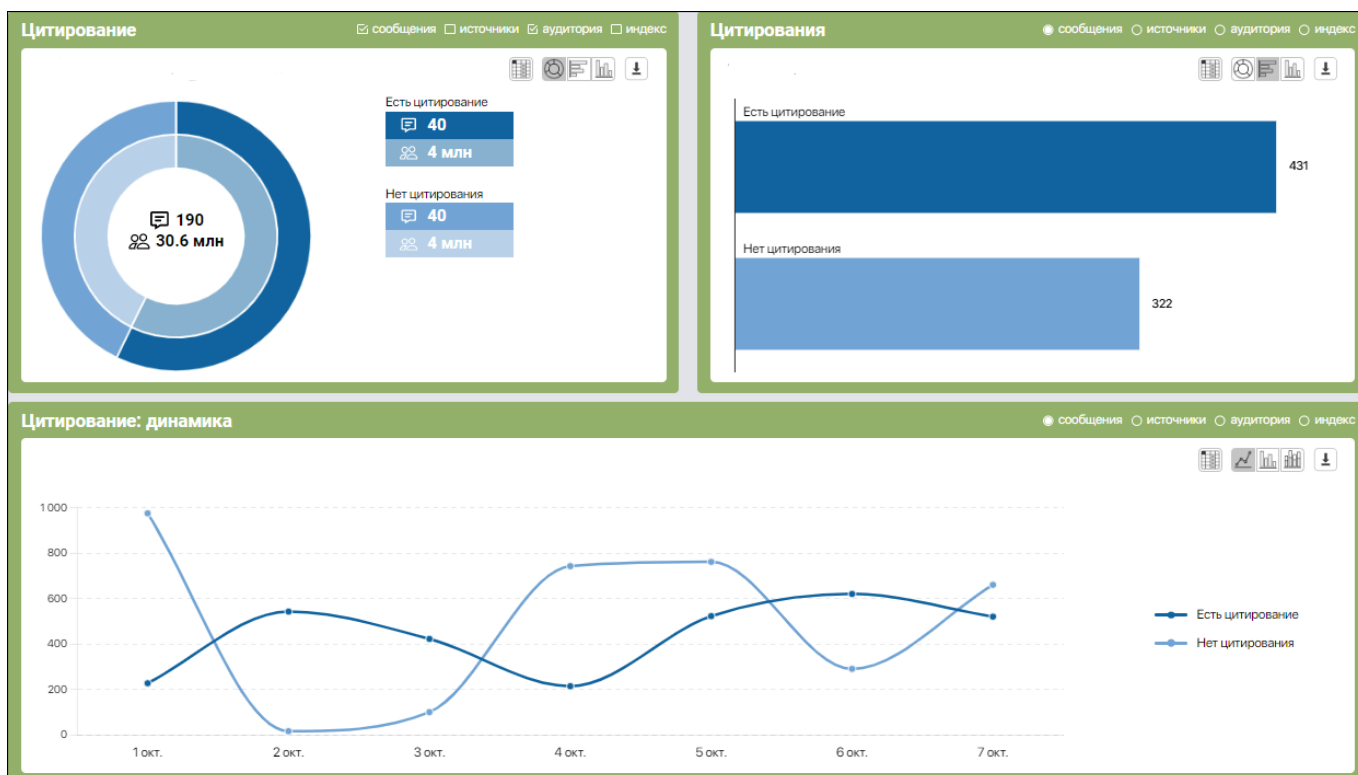 Цитирование
сообщения источники аудитория индекс
190
30.6 млн
Есть цитирование
40
4 млн
Нет цитирования
40
4 млн
Цитирования
сообщения источники аудитория индекс
Есть цитирование
431
Нет цитирования
322
Цитирование: динамика
сообщения источники аудитория индекс
1000
800
600
400
200
0
1 окт. 2 окт. 3 окт. 4 окт. 5 окт. 6 окт. 7 окт.
Есть цитирование
Нет цитирования